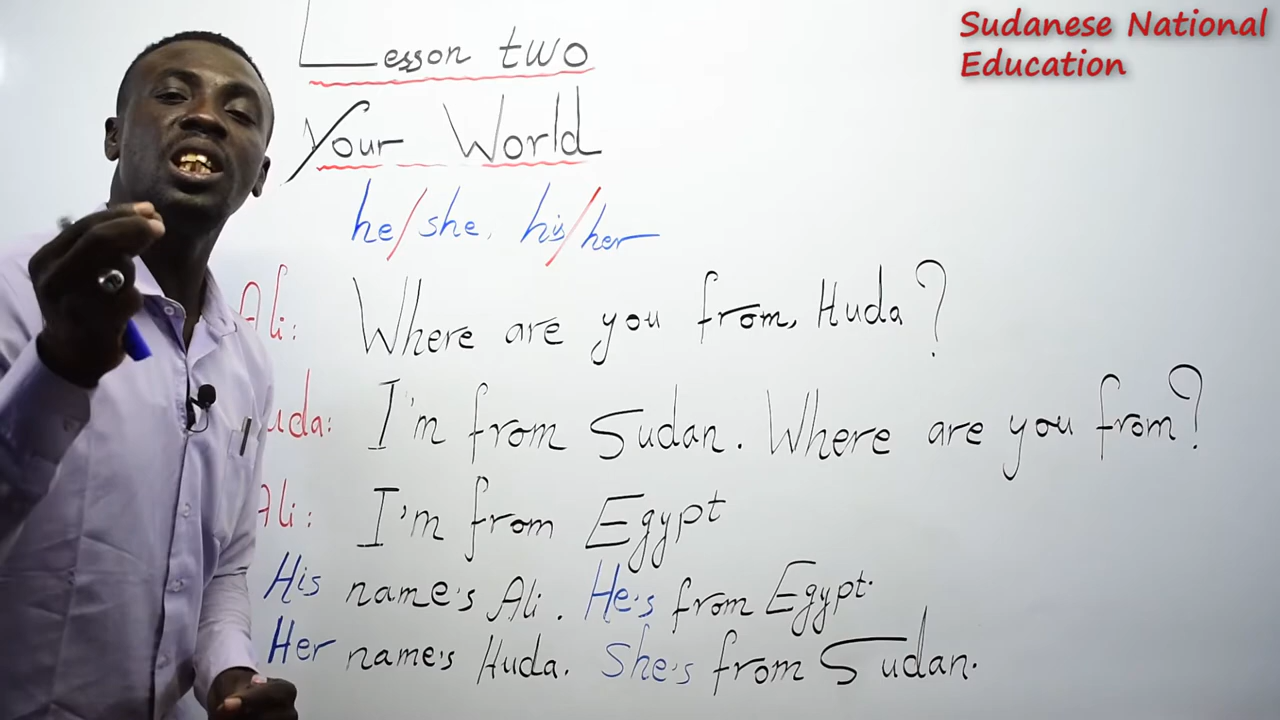 Sudanese National
Education
Lesson two
Your World
he/she, his/her
Ali: Where are you from, Huda?
uda: I'm from Sudan. Where are you from?
Ali: I'm from Egypt
His name's Ali. He's from Egypt.
Her name's Huda. She's from Sudan.